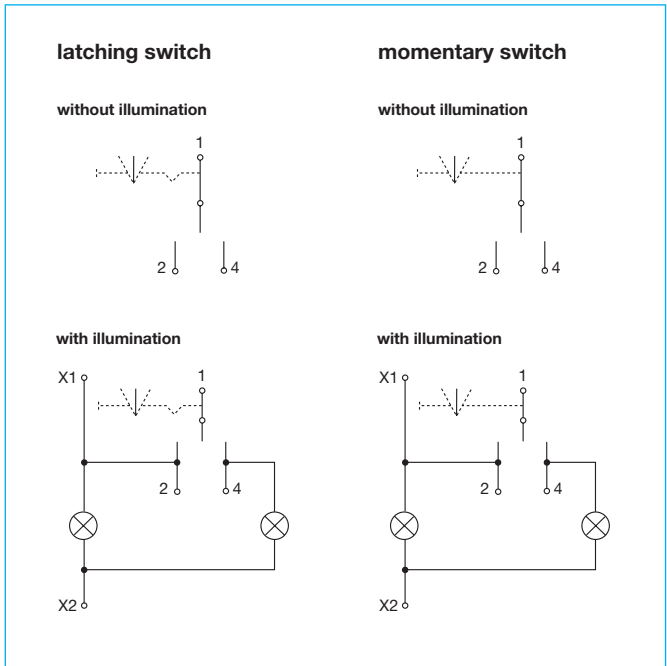 latching switch
momentary switch
without illumination
without illumination
1
1
2 4
2 4
with illumination
with illumination
X1 1
X1 1
2 4
2 4
X2
X2